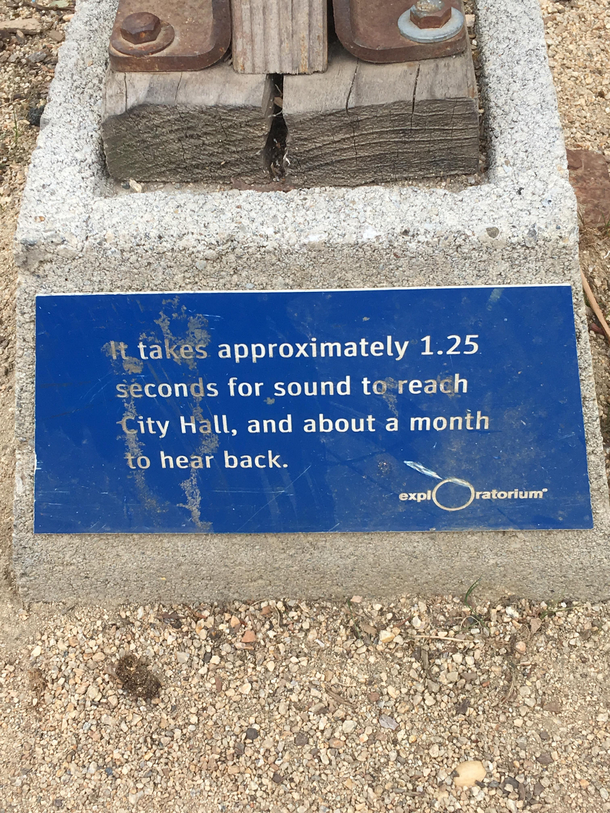 It takes approximately 1.25
seconds for sound to reach
City Hall, and about a month
to hear back.
explOratorium®